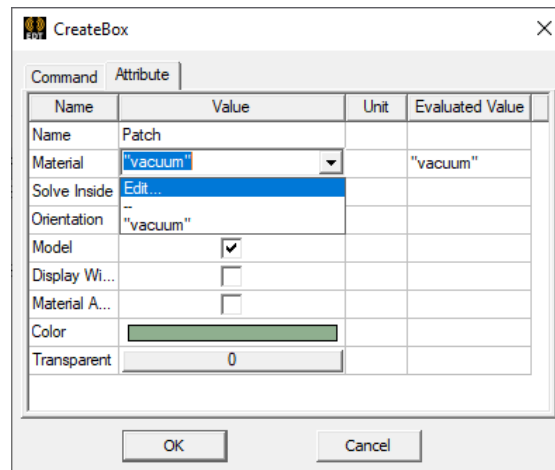 EDT CreateBox
Command Attribute
Name Value Unit Evaluated Value
Name Patch
Material "vacuum" "vacuum"
Solve Inside Edit...
--
Orientation "vacuum"
Model
Display Wi...
Material A...
Color
Transparent 0
OK Cancel